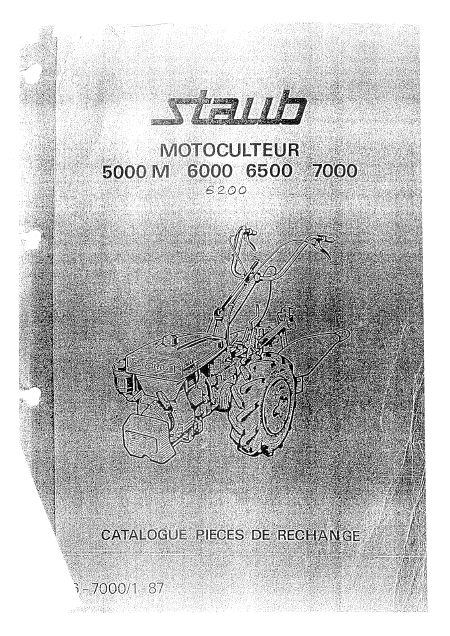 staub
MOTOCULTEUR
5000 M 6000 6500 7000
6200
CATALOGUE PIECES DE RECHANGE
-7000/1-87